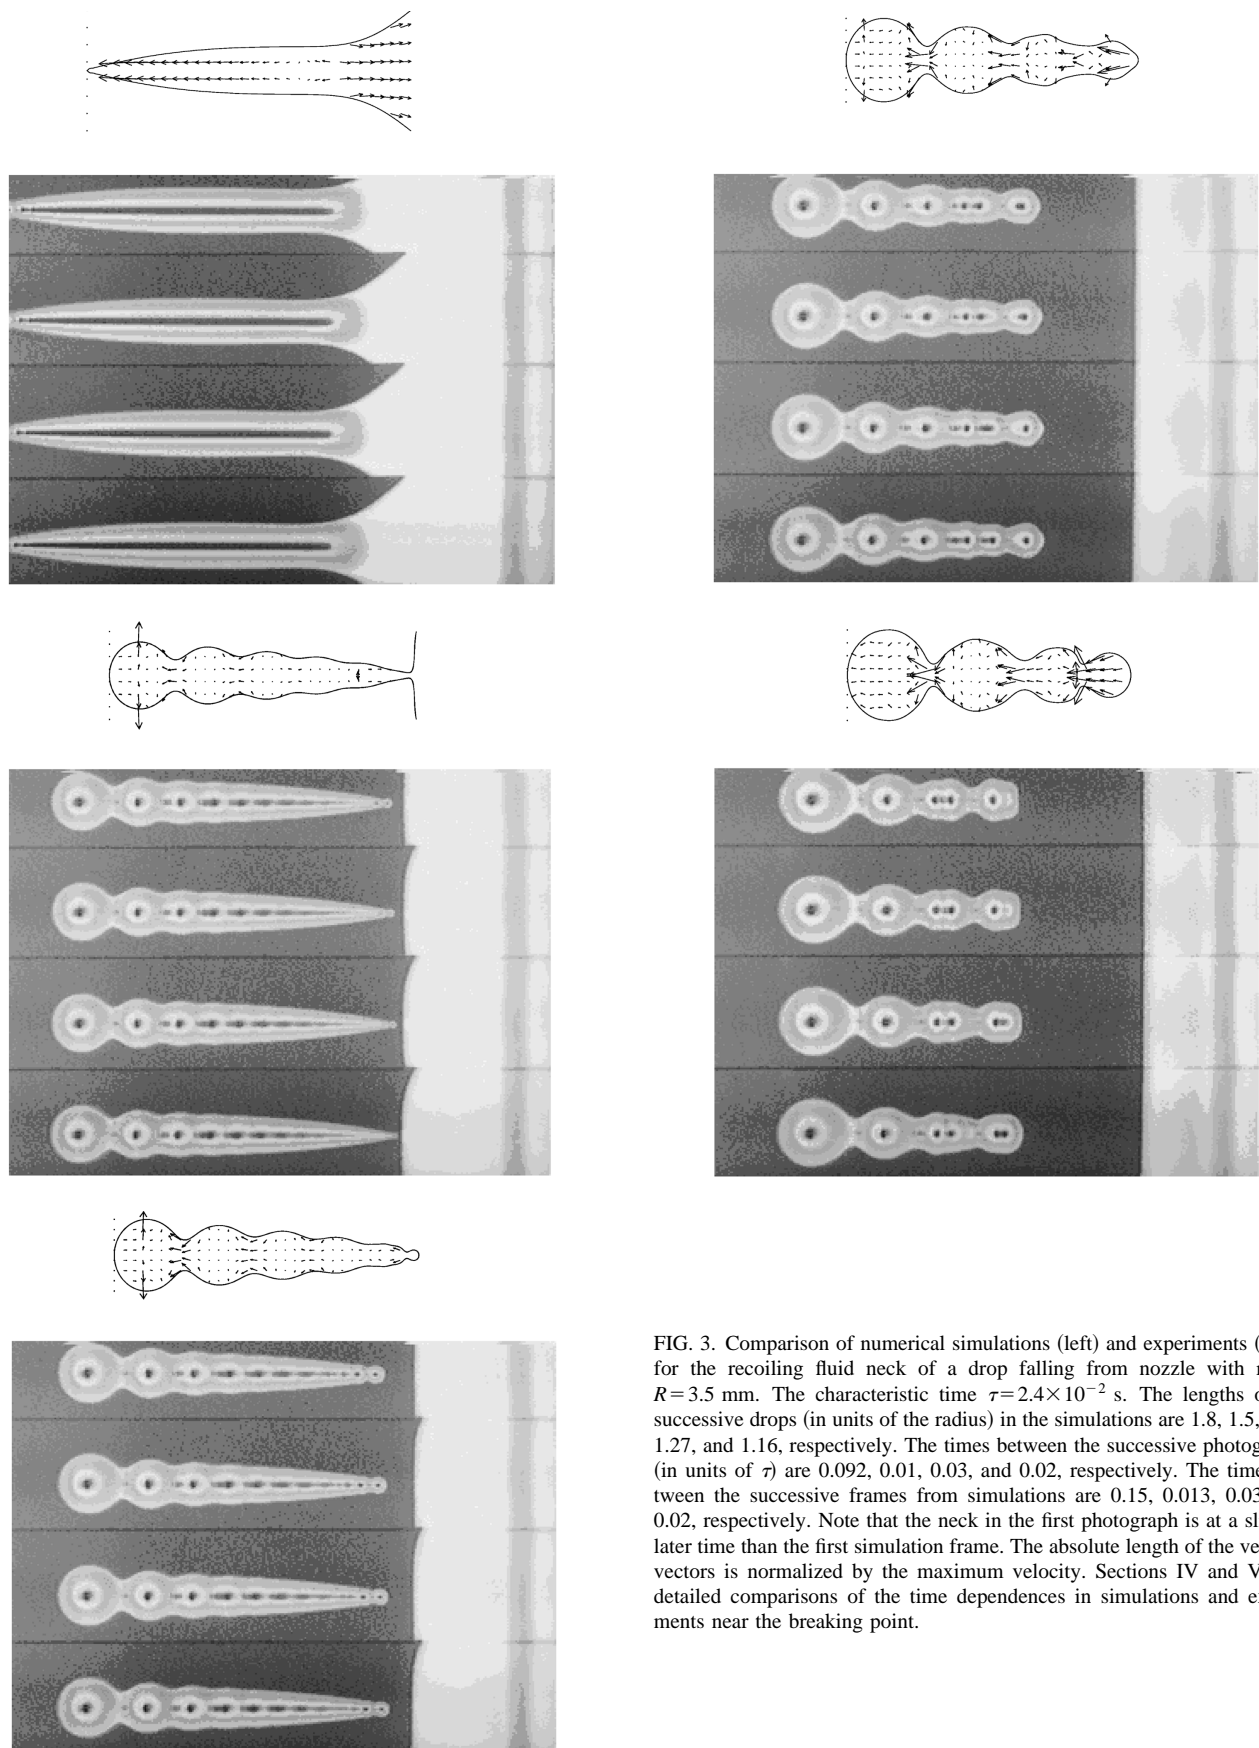 FIG. 3. Comparison of numerical simulations (left) and experiments (
for the recoiling fluid neck of a drop falling from nozzle with
R=3.5 mm. The characteristic time τ=2.4×10⁻² s. The lengths
successive drops (in units of the radius) in the simulations are 1.8, 1.5,
1.27, and 1.16, respectively. The times between the successive
(in units of τ) are 0.092, 0.01, 0.03, and 0.02, respectively. The
tween the successive frames from simulations are 0.15, 0.013,
0.02, respectively. Note that the neck in the first photograph is at a
later time than the first simulation frame. The absolute length of the
vectors is normalized by the maximum velocity. Sections IV and
detailed comparisons of the time dependences in simulations and
ments near the breaking point.